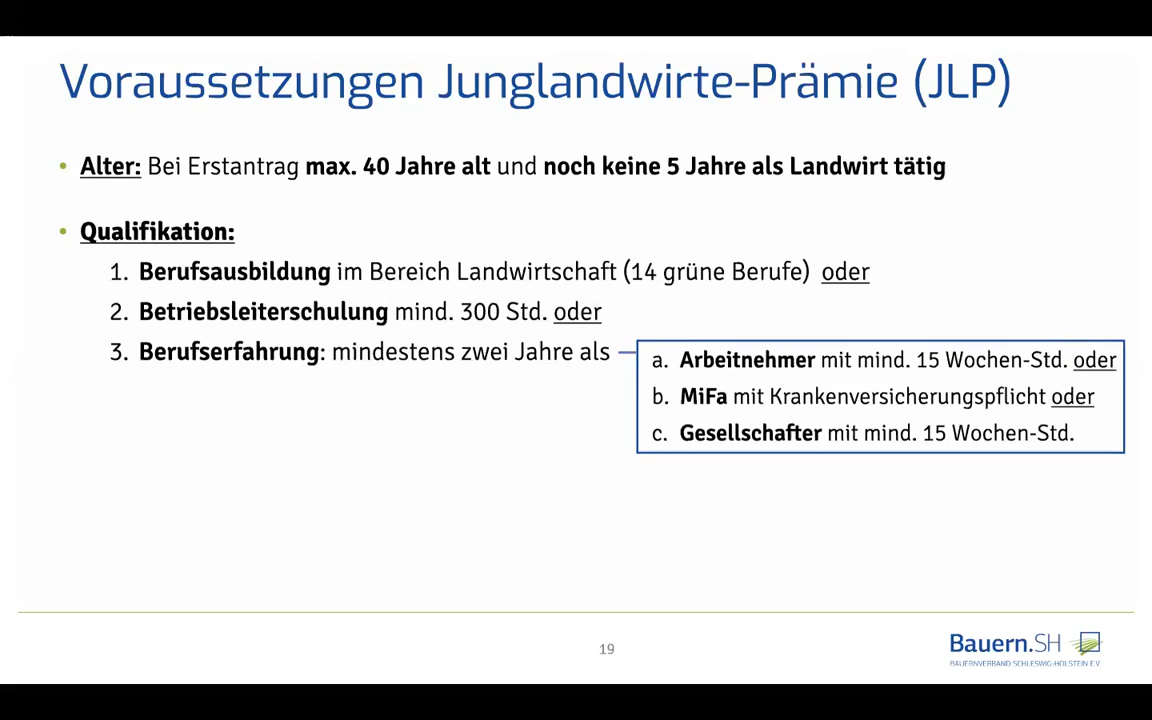 Voraussetzungen Junglandwirte-Prämie (JLP)
• Alter: Bei Erstantrag max. 40 Jahre alt und noch keine 5 Jahre als Landwirt tätig
• Qualifikation:
1. Berufsausbildung im Bereich Landwirtschaft (14 grüne Berufe) oder
2. Betriebsleiterschulung mind. 300 Std. oder
3. Berufserfahrung: mindestens zwei Jahre als
a. Arbeitnehmer mit mind. 15 Wochen-Std. oder
b. MiFa mit Krankenversicherungspflicht oder
c. Gesellschafter mit mind. 15 Wochen-Std.
19
Bauern.SH
BAUERNVERBAND SCHLESWIG-HOLSTEIN E.V.